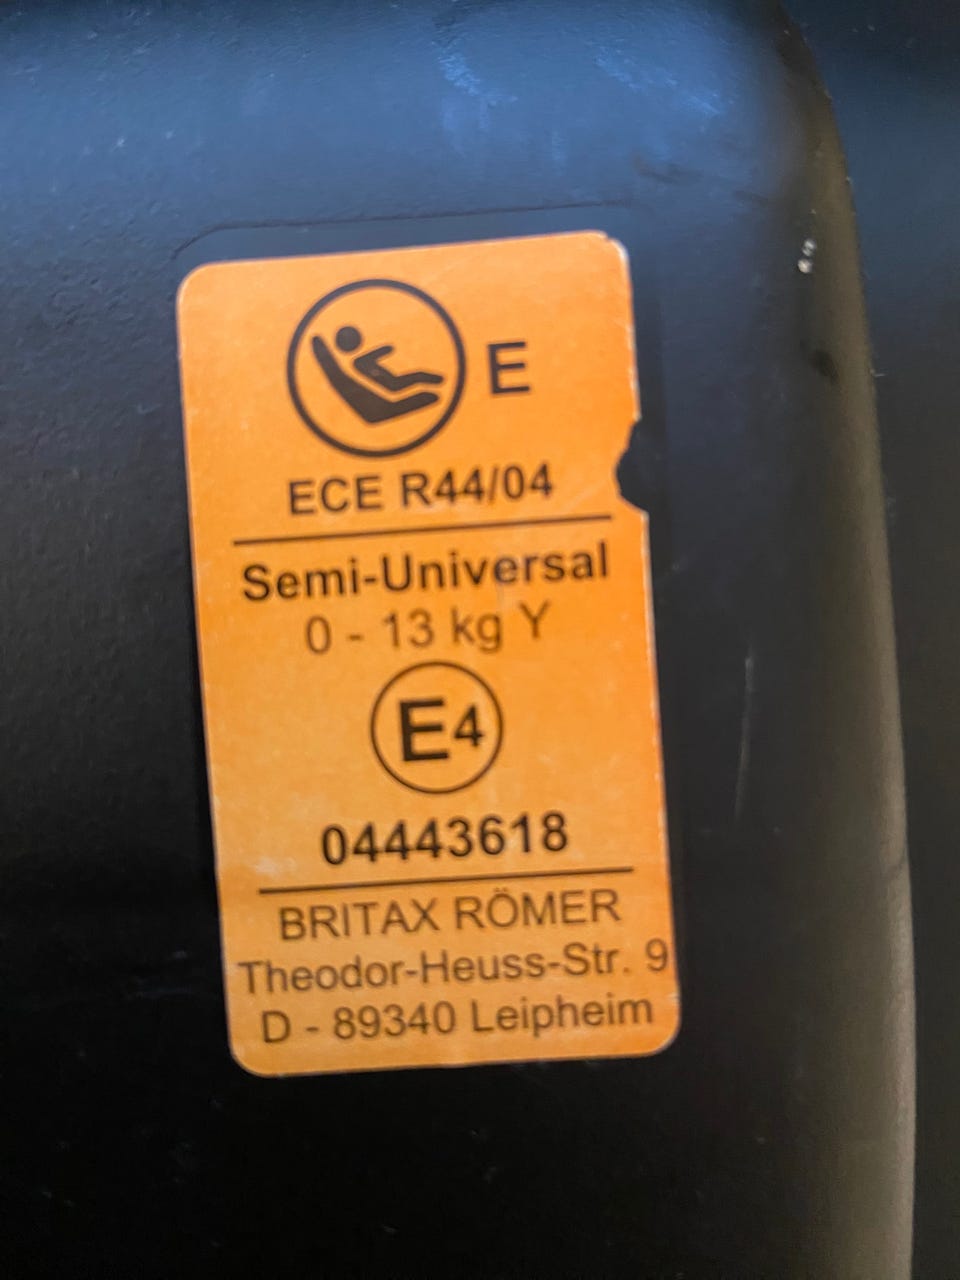 E
ECE R44/04
Semi-Universal
0 - 13 kg Y
E4
04443618
BRITAX RÖMER
Theodor-Heuss-Str. 9
D - 89340 Leipheim